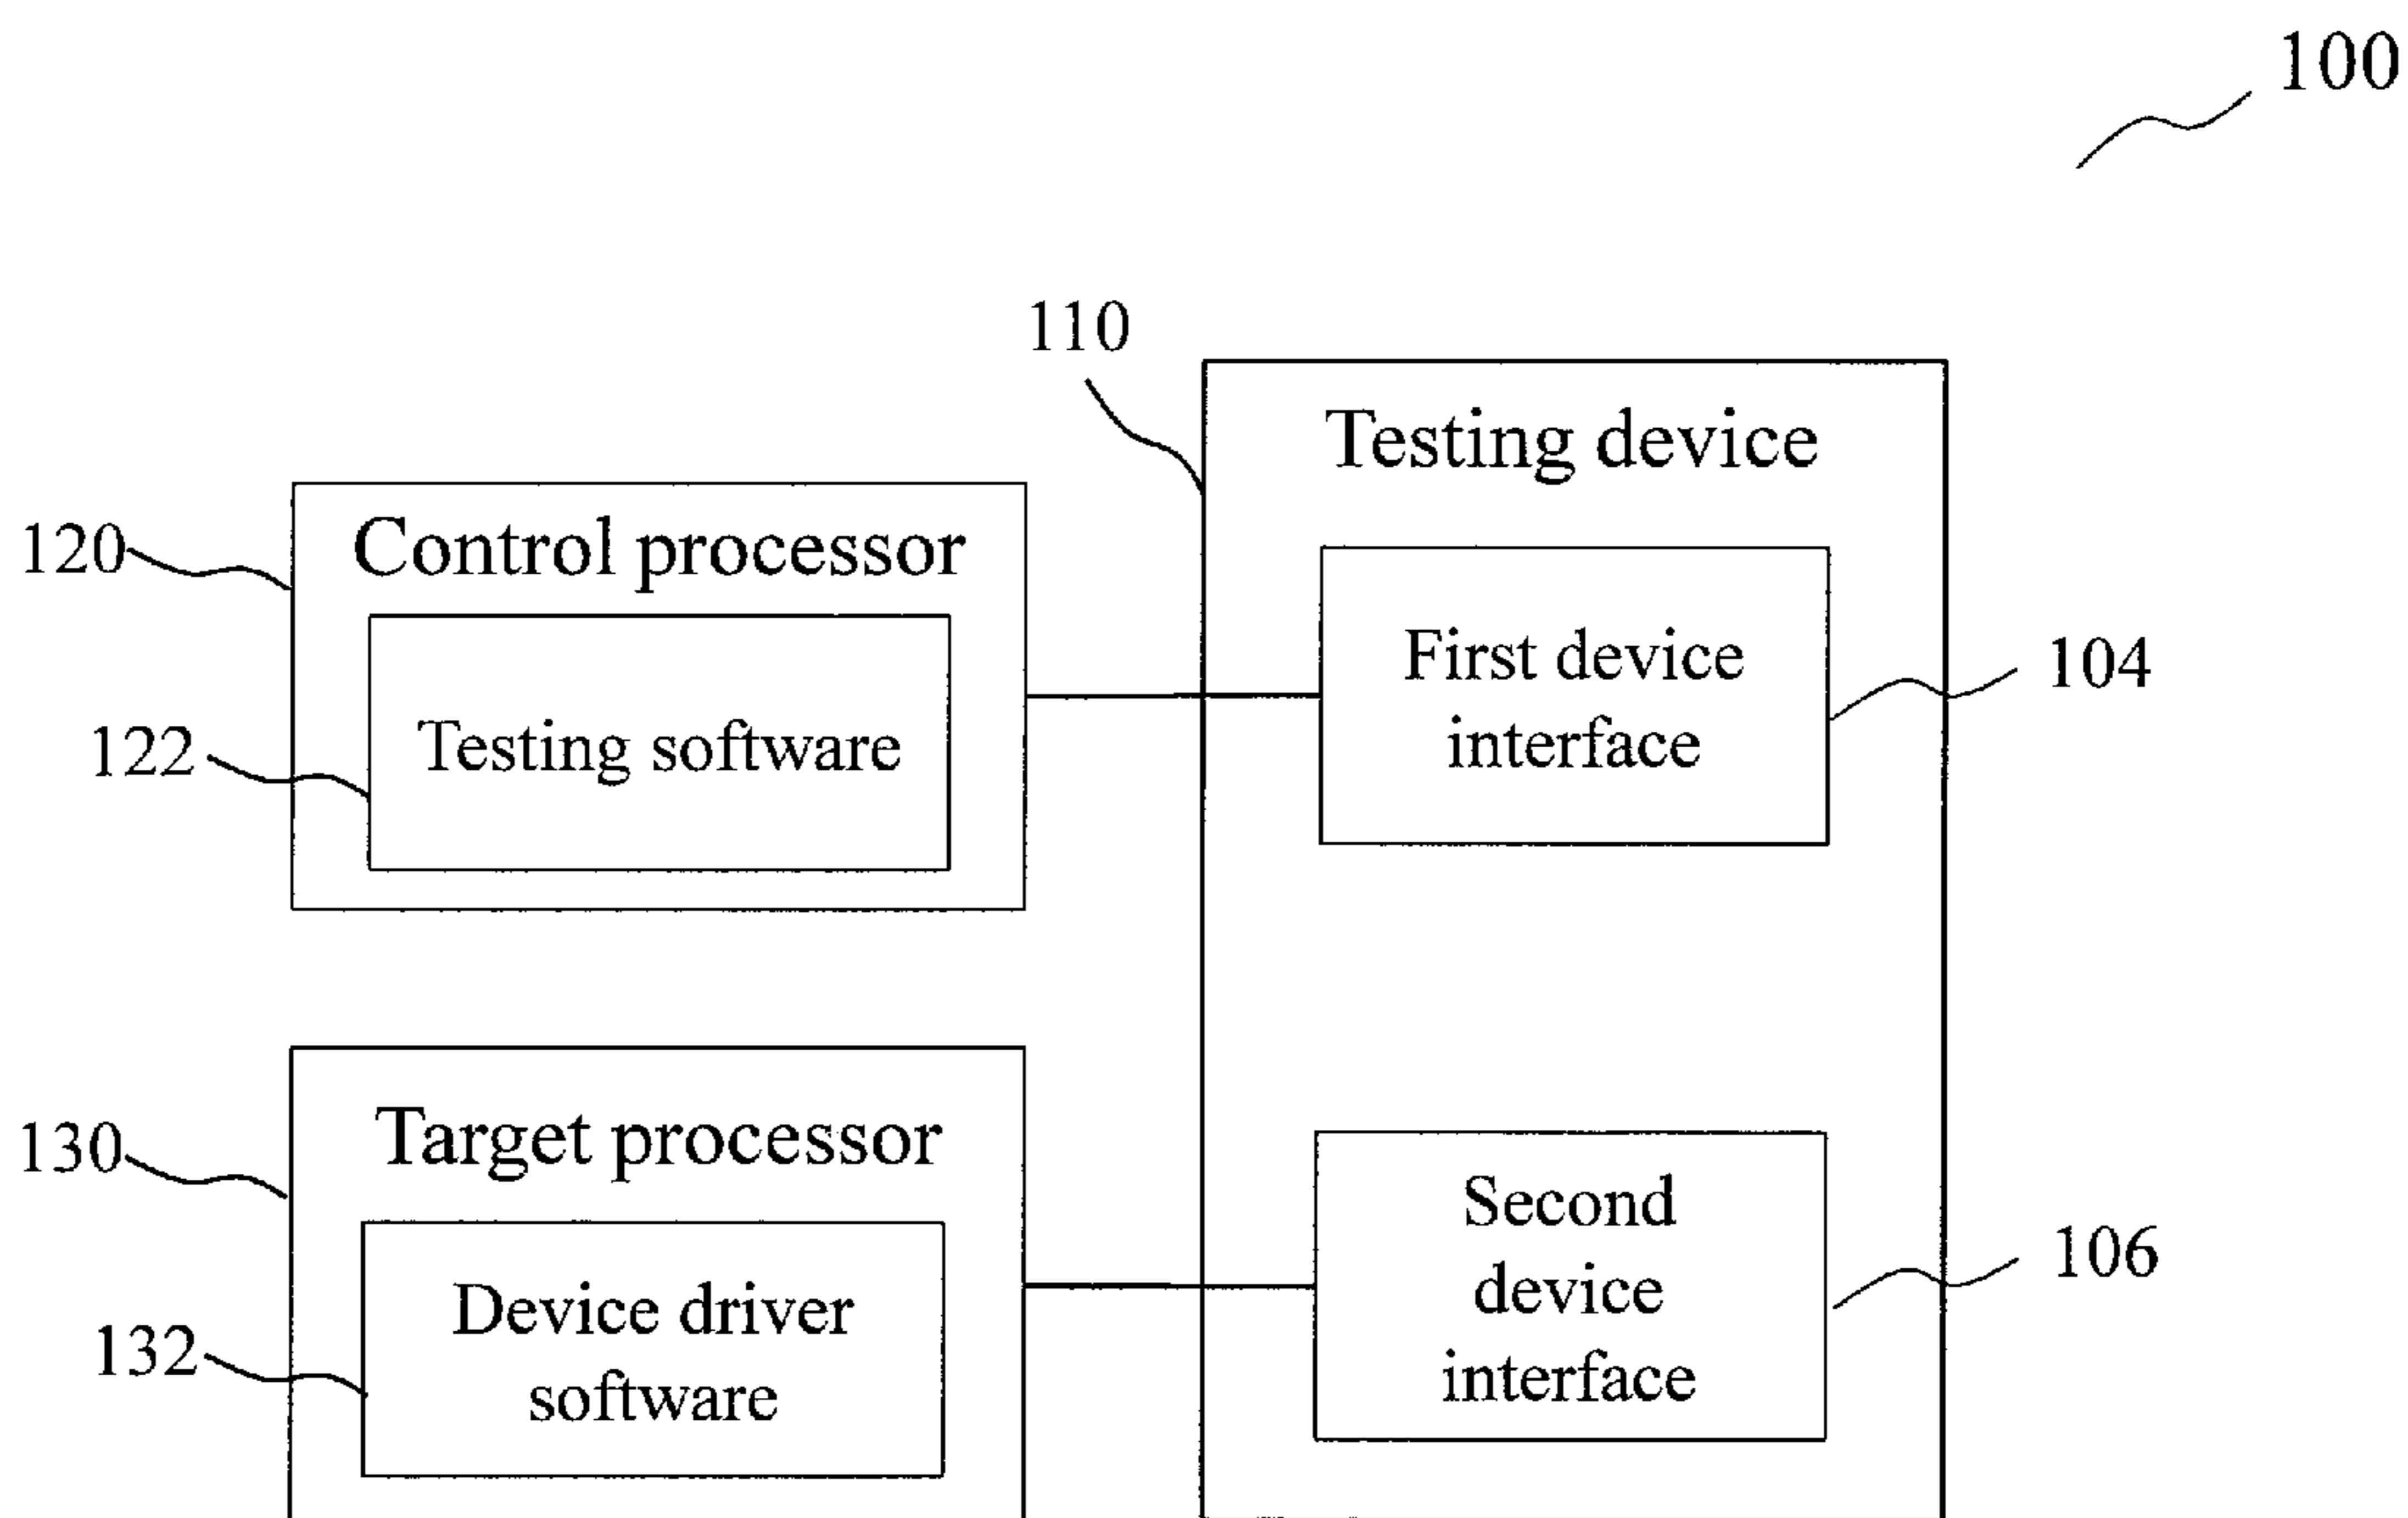 100
110
Testing device
120
Control processor
First device
interface
104
122
Testing software
130
Target processor
Second
device
interface
106
132
Device driver
software